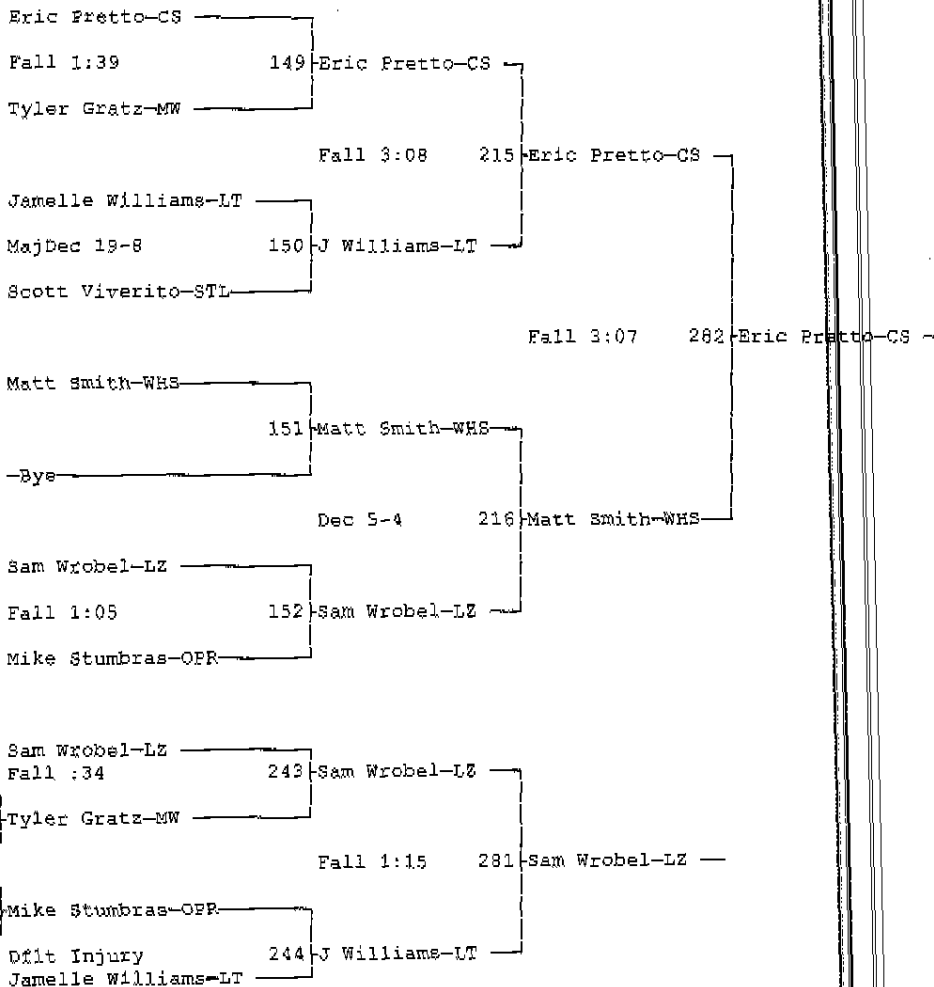 Eric Pretto-CS
Fall 1:39 149 Eric Pretto-CS
Tyler Gratz-MW
Fall 3:08 215 Eric Pretto-CS
Jamelle Williams-LT
MajDec 19-8 150 J Williams-LT
Scott Viverito-STL
Fall 3:07 282 Eric Pretto-CS
Matt Smith-WHS
151 Matt Smith-WHS
-Bye
Dec 5-4 216 Matt Smith-WHS
Sam Wrobel-LZ
Fall 1:05 152 Sam Wrobel-LZ
Mike Stumbras-OPR
Sam Wrobel-LZ
Fall :34 243 Sam Wrobel-LZ
Tyler Gratz-MW
Fall 1:15 281 Sam Wrobel-LZ
Mike Stumbras-OPR
Dflt Injury 244 J Williams-LT
Jamelle Williams-LT